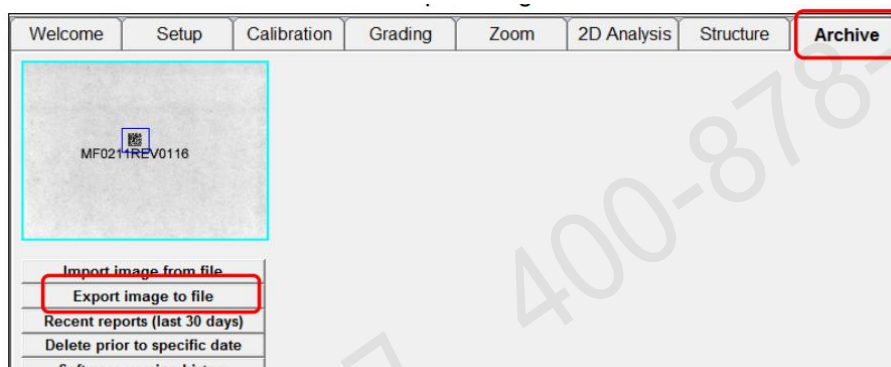 Welcome Setup Calibration Grading Zoom 2D Analysis Structure Archive
MF0211REV0116
Import image from file
Export image to file
Recent reports (last 30 days)
Delete prior to specific date
400-878-